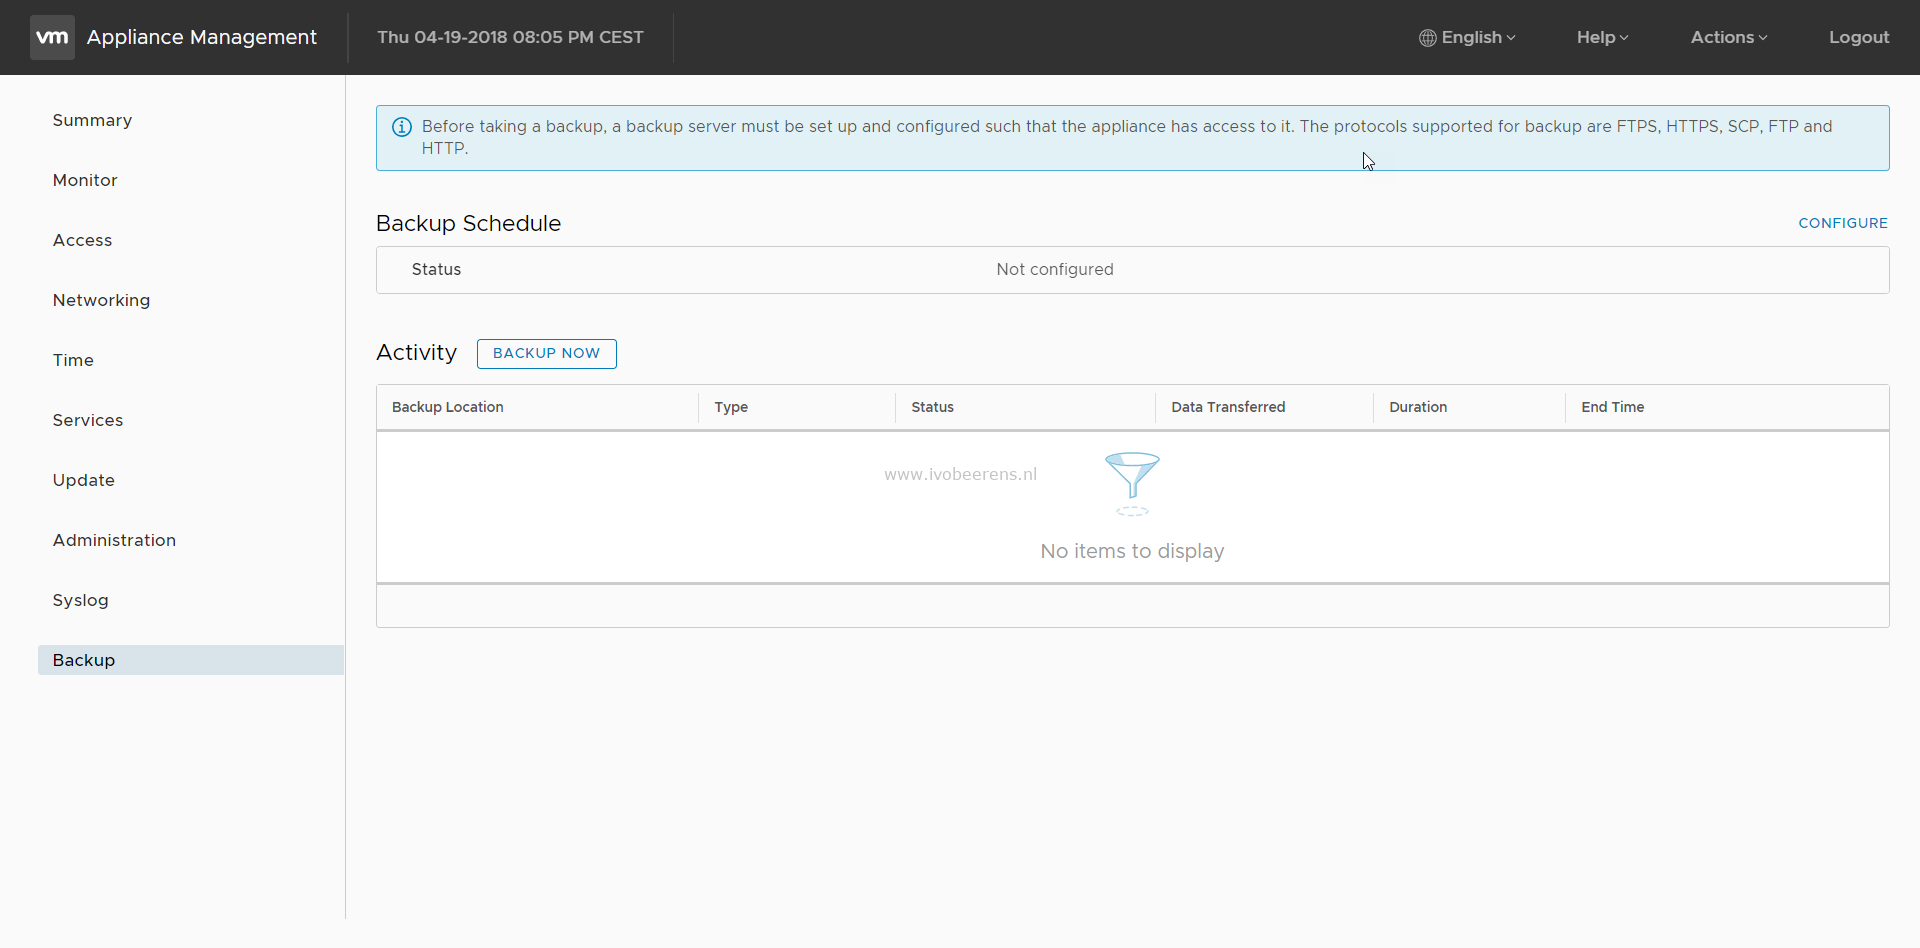 vm Appliance Management Thu 04-19-2018 08:05 PM CEST English Help Actions Logout
Summary
Monitor
Access
Networking
Time
Services
Update
Administration
Syslog
Backup
Before taking a backup, a backup server must be set up and configured such that the appliance has access to it. The protocols supported for backup are FTPS, HTTPS, SCP, FTP and
HTTP.
Backup Schedule CONFIGURE
Status Not configured
Activity BACKUP NOW
Backup Location Type Status Data Transferred Duration End Time
www.ivobeerens.nl
No items to display